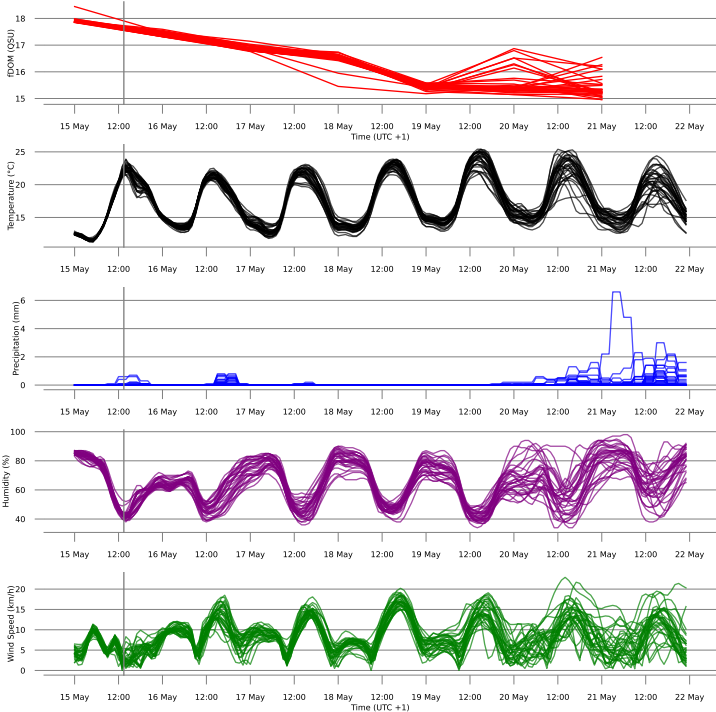 fDOM (QSU)
18
17
16
15
15 May 12:00 16 May 12:00 17 May 12:00 18 May 12:00 19 May 12:00 20 May 12:00 21 May 12:00 22 May
Time (UTC +1)
Temperature (°C)
25
20
15
15 May 12:00 16 May 12:00 17 May 12:00 18 May 12:00 19 May 12:00 20 May 12:00 21 May 12:00 22 May
Precipitation (mm)
6
4
2
0
15 May 12:00 16 May 12:00 17 May 12:00 18 May 12:00 19 May 12:00 20 May 12:00 21 May 12:00 22 May
Humidity (%)
100
80
60
40
15 May 12:00 16 May 12:00 17 May 12:00 18 May 12:00 19 May 12:00 20 May 12:00 21 May 12:00 22 May
Wind Speed (km/h)
20
15
10
5
0
15 May 12:00 16 May 12:00 17 May 12:00 18 May 12:00 19 May 12:00 20 May 12:00 21 May 12:00 22 May
Time (UTC +1)